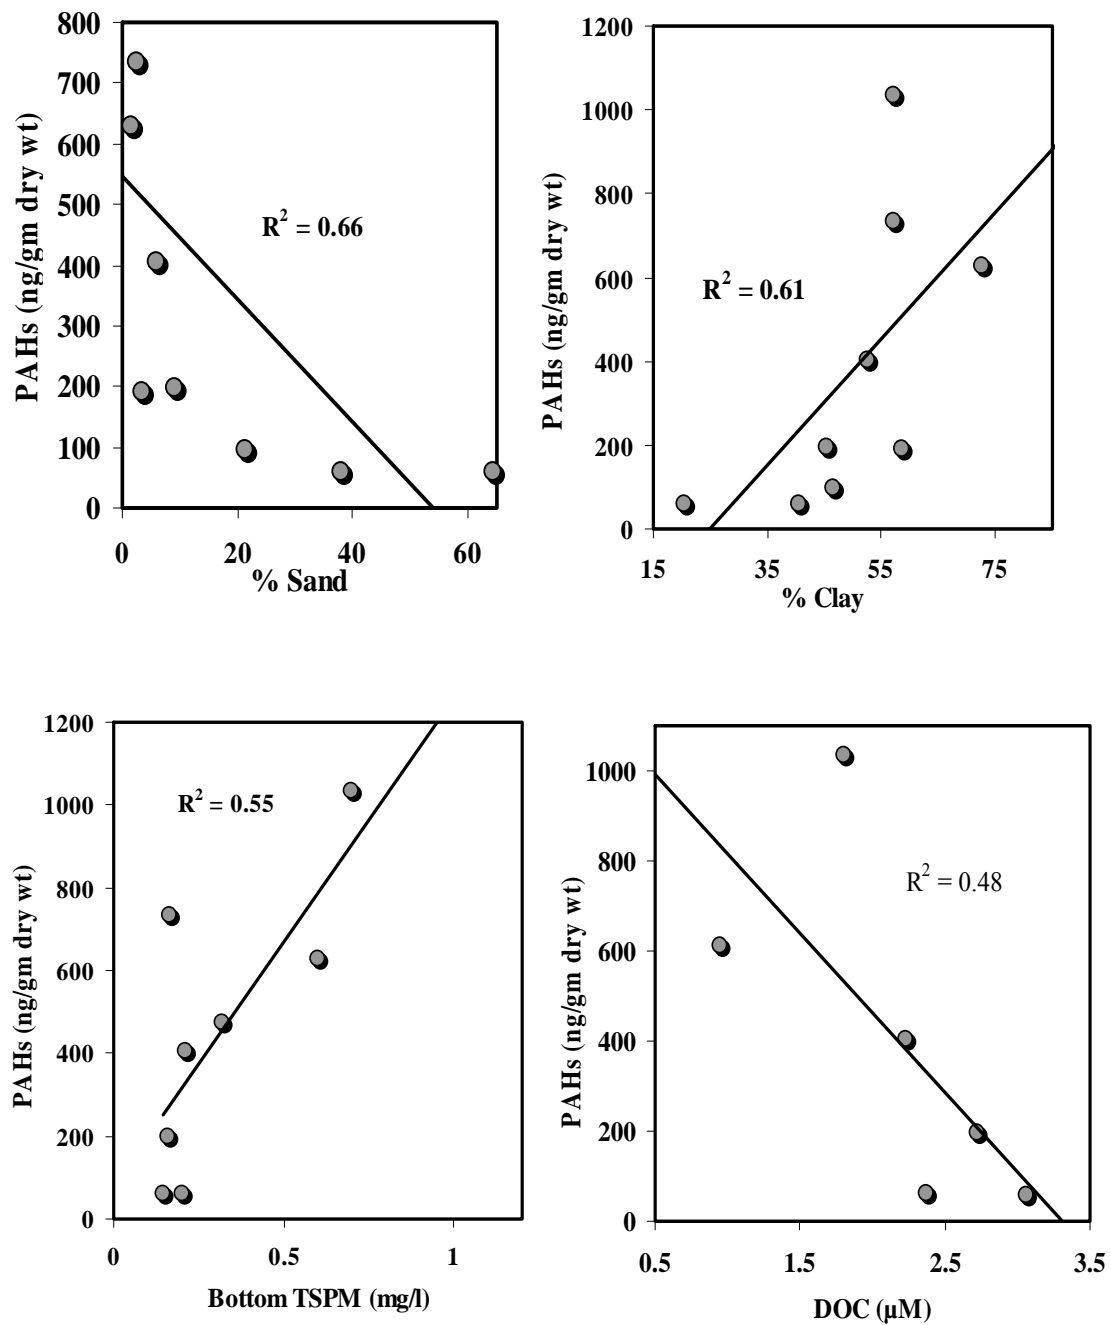 800
700
600
500
400
300
200
100
0
PAHs (ng/gm dry wt)
R² = 0.66
0 20 40 60
% Sand
1200
1000
800
600
400
200
0
PAHs (ng/gm dry wt)
R² = 0.61
15 35 55 75
% Clay
1200
1000
800
600
400
200
0
PAHs (ng/gm dry wt)
R² = 0.55
0 0.5 1
Bottom TSPM (mg/l)
1000
800
600
400
200
0
PAHs (ng/gm dry wt)
R² = 0.48
0.5 1.5 2.5 3.5
DOC (µM)